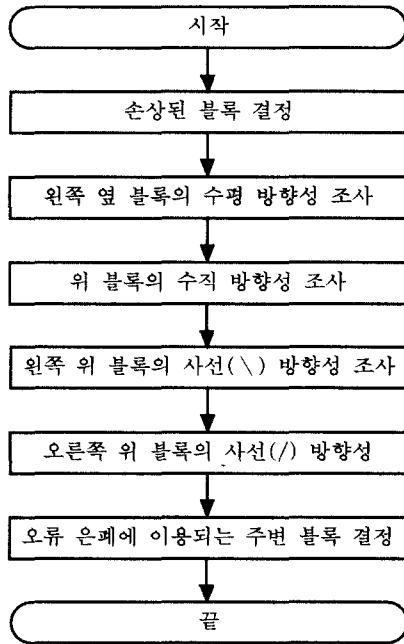 시작
손상된 블록 결정
왼쪽 옆 블록의 수평 방향성 조사
위 블록의 수직 방향성 조사
왼쪽 위 블록의 사선(\) 방향성 조사
오른쪽 위 블록의 사선(/) 방향성
오류 은폐에 이용되는 주변 블록 결정
끝